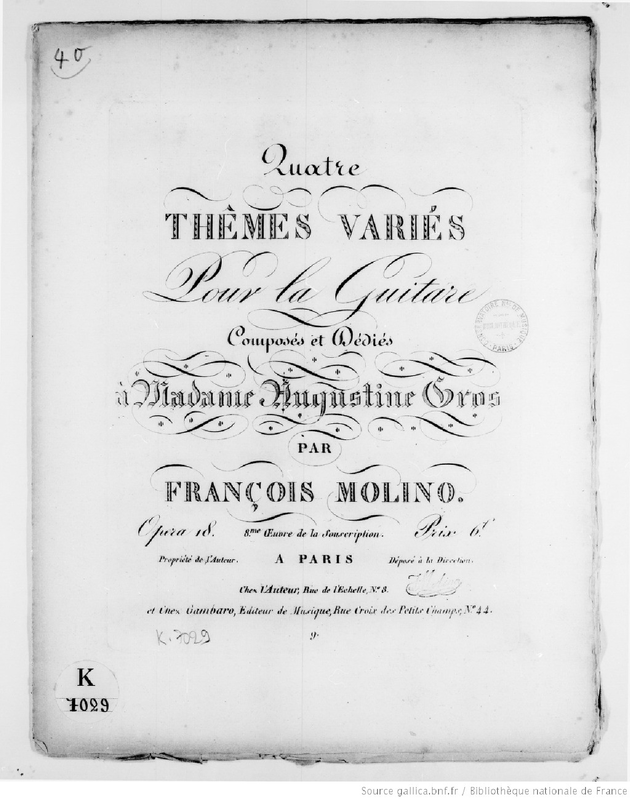 40
Quatre
THÈMES VARIÉS
Pour la Guitare
Composés et Dédiés
à Madame Augustine Gros
PAR
FRANÇOIS MOLINO.
Opera 18. 8.me Œuvre de la Souscription. Prix 6f
Propriété de l'Auteur. A PARIS Déposé à la Direction.
Chez l'Auteur, Rue de l'Echelle, No. 8.
et Chez Gambaro, Editeur de Musique, Rue Croix des Petits Champs, No. 44.
K. 7029
9.
K
7029
Source gallica.bnf.fr / Bibliothèque nationale de France